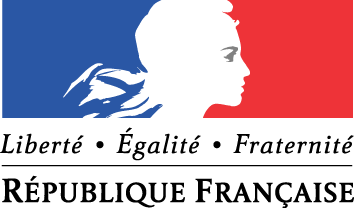 Liberté • Égalité • Fraternité
RÉPUBLIQUE FRANÇAISE